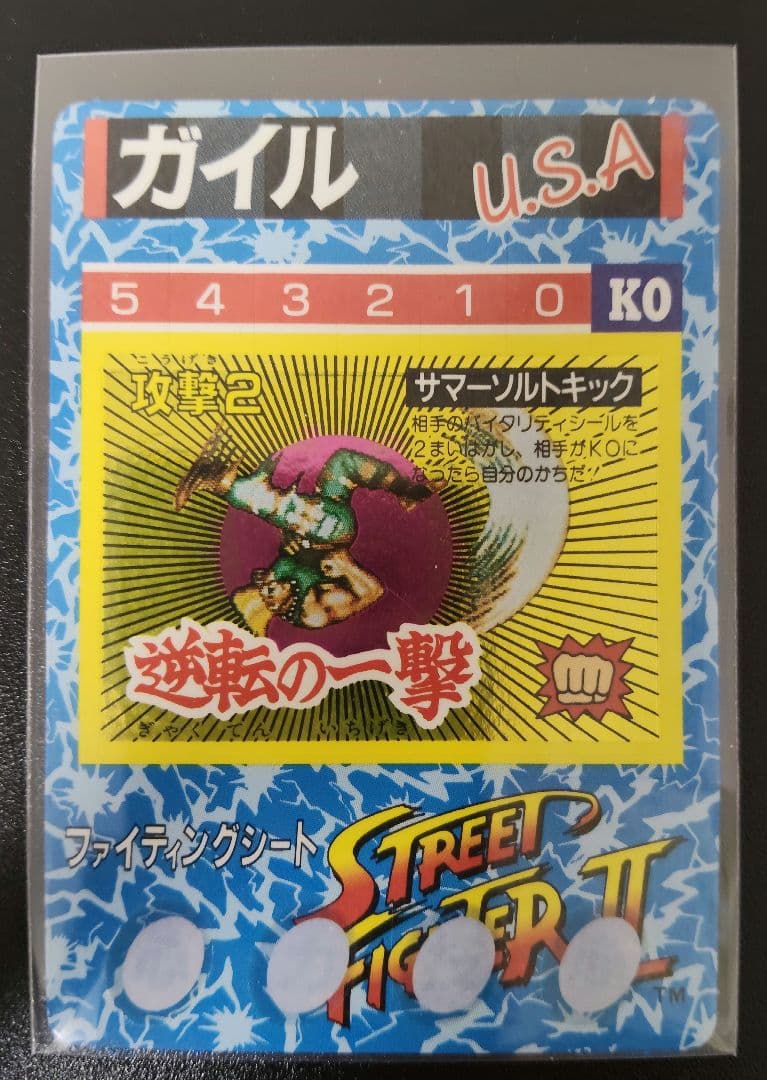 ガイル
U.S.A
5 4 3 2 1 0 KO
こうげき
攻撃2
サマーソルトキック
相手のバイタリティシールを
2まいはがし、相手がKOに
なったら自分のかちだ!
逆転の一撃
ぎゃくてん いちげき
ファイティングシート
STREET
FIGHTER II
TM